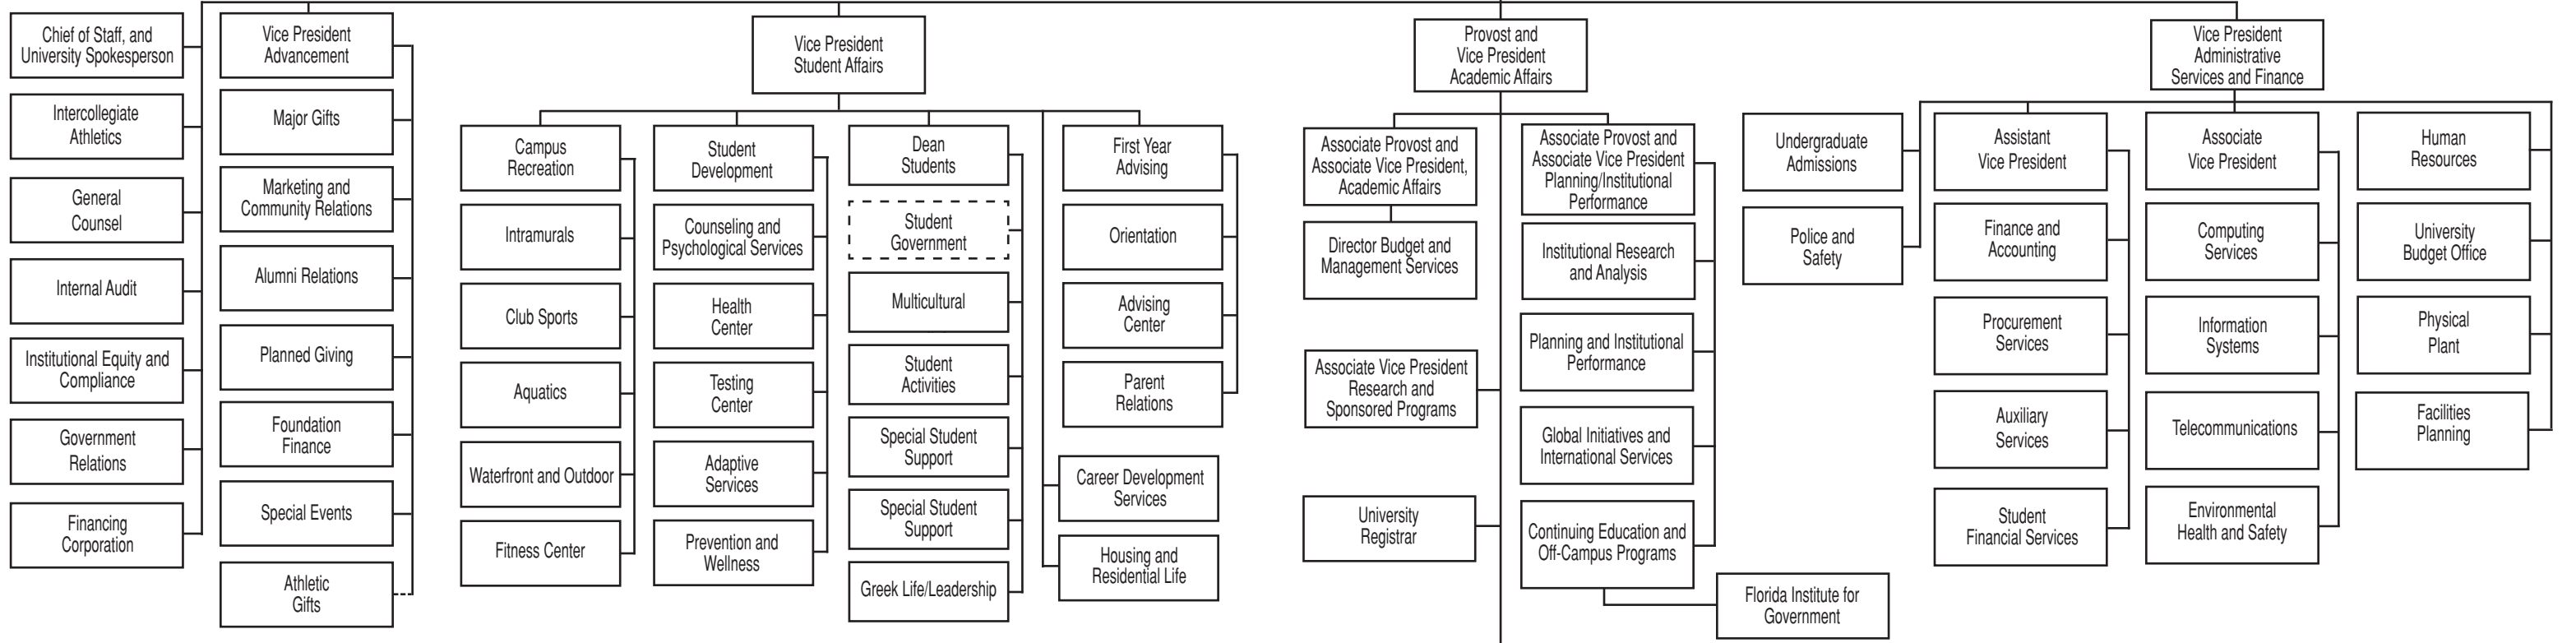 Chief of Staff, and
University Spokesperson
Intercollegiate
Athletics
General
Counsel
Internal Audit
Institutional Equity and
Compliance
Government
Relations
Financing
Corporation
Vice President
Advancement
Major Gifts
Marketing and
Community Relations
Alumni Relations
Planned Giving
Foundation
Finance
Special Events
Athletic
Gifts
Vice President
Student Affairs
Campus
Recreation
Intramurals
Club Sports
Aquatics
Waterfront and Outdoor
Fitness Center
Student
Development
Counseling and
Psychological Services
Health
Center
Testing
Center
Adaptive
Services
Prevention and
Wellness
Dean
Students
Student
Government
Multicultural
Student
Activities
Special Student
Support
Special Student
Support
Greek Life/Leadership
First Year
Advising
Orientation
Advising
Center
Parent
Relations
Career Development
Services
Housing and
Residential Life
Provost and
Vice President
Academic Affairs
Associate Provost and
Associate Vice President,
Academic Affairs
Director Budget and
Management Services
Associate Vice President
Research and
Sponsored Programs
University
Registrar
Associate Provost and
Associate Vice President
Planning/Institutional
Performance
Institutional Research
and Analysis
Planning and Institutional
Performance
Global Initiatives and
International Services
Continuing Education and
Off-Campus Programs
Florida Institute for
Government
Vice President
Administrative
Services and Finance
Undergraduate
Admissions
Police and
Safety
Assistant
Vice President
Finance and
Accounting
Procurement
Services
Auxiliary
Services
Student
Financial Services
Associate
Vice President
Computing
Services
Information
Systems
Telecommunications
Environmental
Health and Safety
Human
Resources
University
Budget Office
Physical
Plant
Facilities
Planning